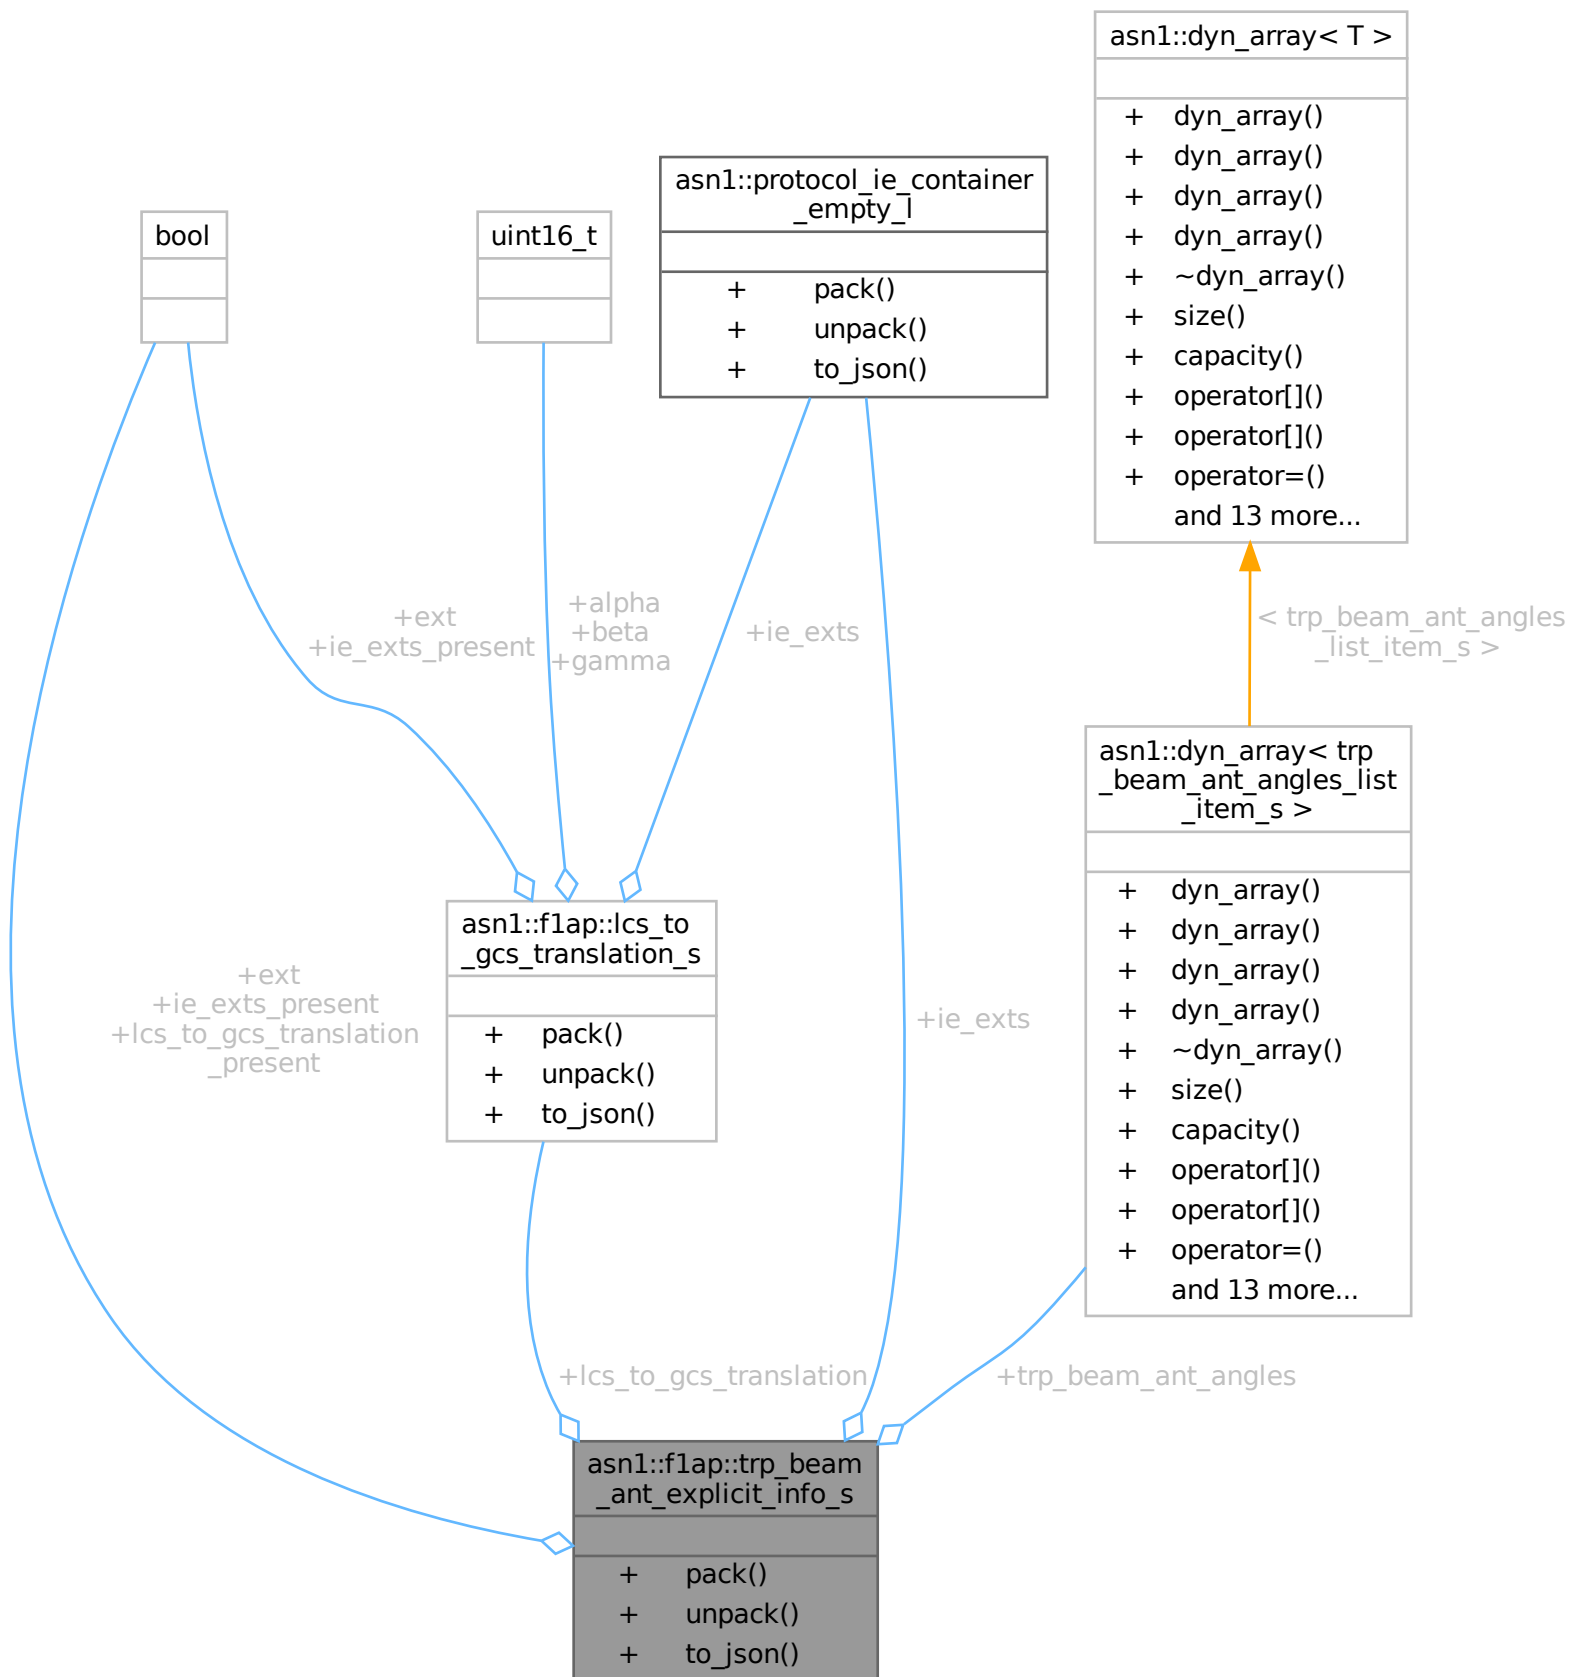 asn1::dyn_array< T >
+ dyn_array()
+ dyn_array()
+ dyn_array()
+ dyn_array()
+ ~dyn_array()
+ size()
+ capacity()
+ operator[]()
+ operator[]()
+ operator=()
and 13 more...
asn1::protocol_ie_container
_empty_l
+ pack()
+ unpack()
+ to_json()
bool
uint16_t
+ext
+ie_exts_present
+alpha
+beta
+gamma
+ie_exts
< trp_beam_ant_angles
_list_item_s >
asn1::dyn_array< trp
_beam_ant_angles_list
_item_s >
+ dyn_array()
+ dyn_array()
+ dyn_array()
+ dyn_array()
+ ~dyn_array()
+ size()
+ capacity()
+ operator[]()
+ operator[]()
+ operator=()
and 13 more...
asn1::f1ap::lcs_to
_gcs_translation_s
+ pack()
+ unpack()
+ to_json()
+ext
+ie_exts_present
+lcs_to_gcs_translation
_present
+ie_exts
+lcs_to_gcs_translation
+trp_beam_ant_angles
asn1::f1ap::trp_beam
_ant_explicit_info_s
+ pack()
+ unpack()
+ to_json()